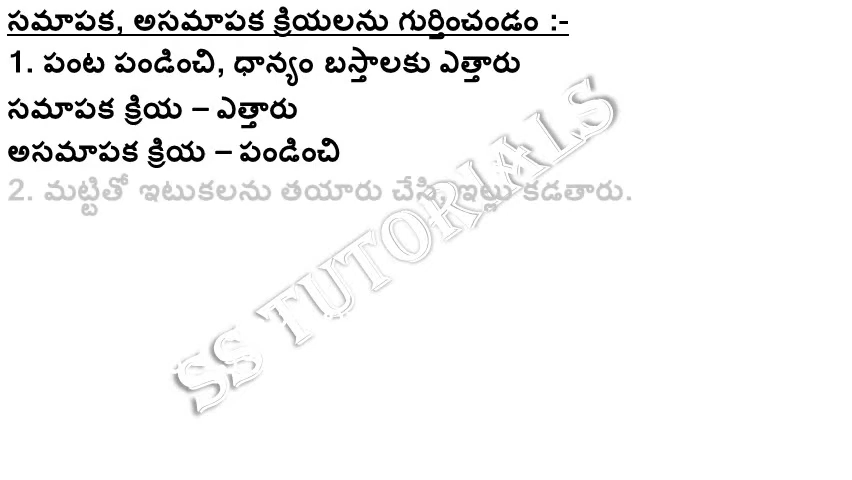 సమాపక, అసమాపక క్రియలను గుర్తించండం :-
1. పంట పండించి, ధాన్యం బస్తాలకు ఎత్తారు
సమాపక క్రియ – ఎత్తారు
అసమాపక క్రియ – పండించి
2. మట్టితో ఇటుకలను తయారు చేసి, ఇల్లు కడతారు.
SS TUTORIALS